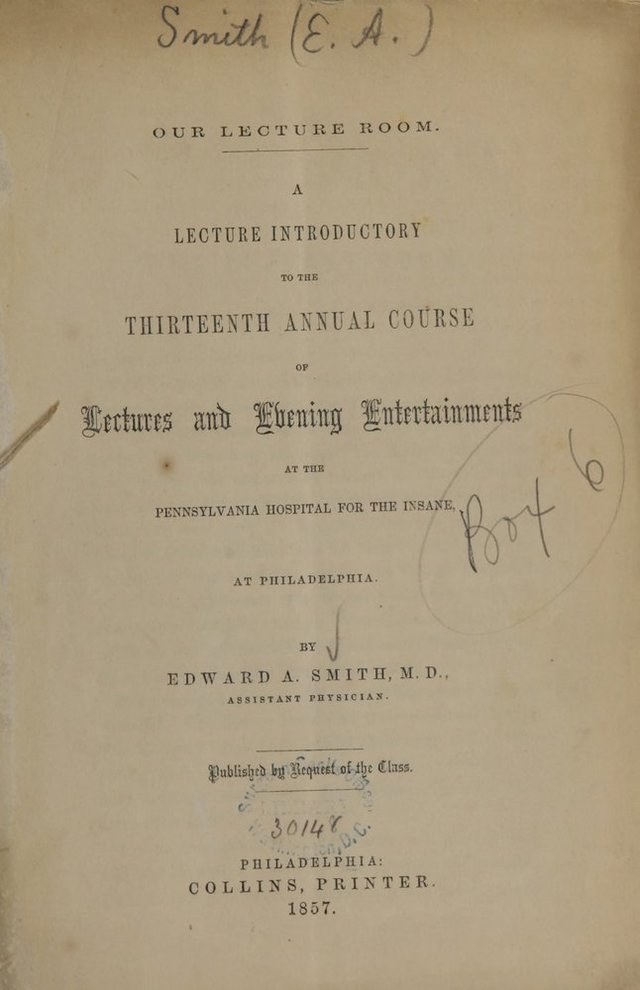 Smith (E. A.)
OUR LECTURE ROOM.
A
LECTURE INTRODUCTORY
TO THE
THIRTEENTH ANNUAL COURSE
OF
Lectures and Evening Entertainments
AT THE
PENNSYLVANIA HOSPITAL FOR THE INSANE,
Box 6
AT PHILADELPHIA.
BY
EDWARD A. SMITH, M.D.,
ASSISTANT PHYSICIAN.
Published by Request of the Class.
30148
D.C.
PHILADELPHIA:
COLLINS, PRINTER.
1857.